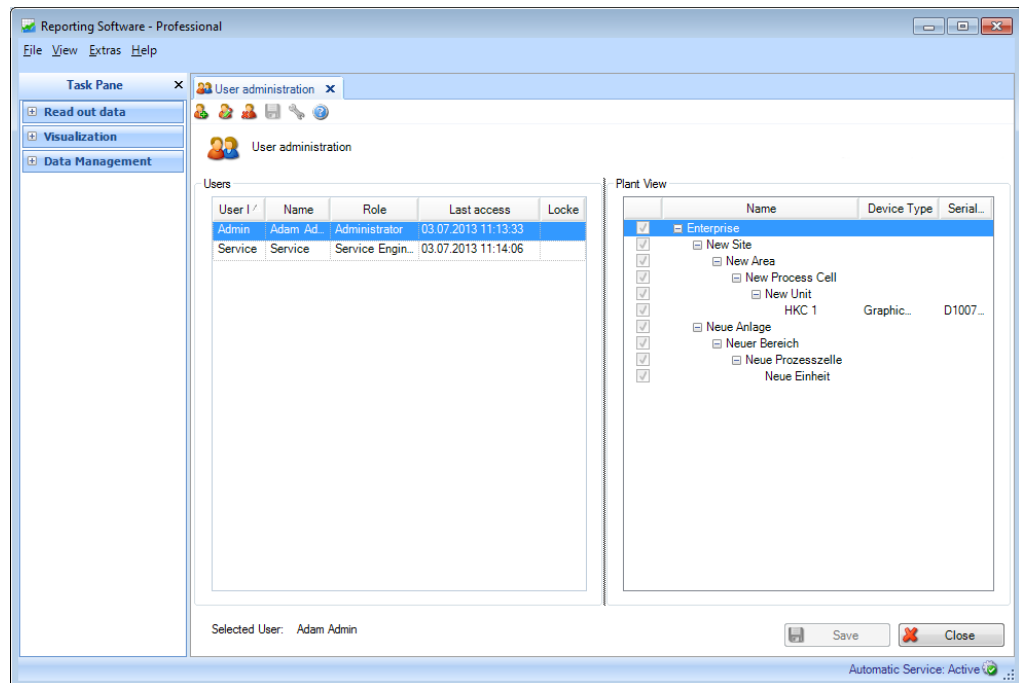 Reporting Software - Professional
File View Extras Help
Task Pane
Read out data
Visualization
Data Management
User administration
User administration
Users
User I Name Role Last access Locke
Admin Adam Ad... Administrator 03.07.2013 11:13:33
Service Service Service Engin... 03.07.2013 11:14:06
Plant View
Name Device Type Serial...
Enterprise
New Site
New Area
New Process Cell
New Unit
HKC 1 Graphic... D1007...
Neue Anlage
Neuer Bereich
Neue Prozesszelle
Neue Einheit
Selected User: Adam Admin
Save Close
Automatic Service: Active